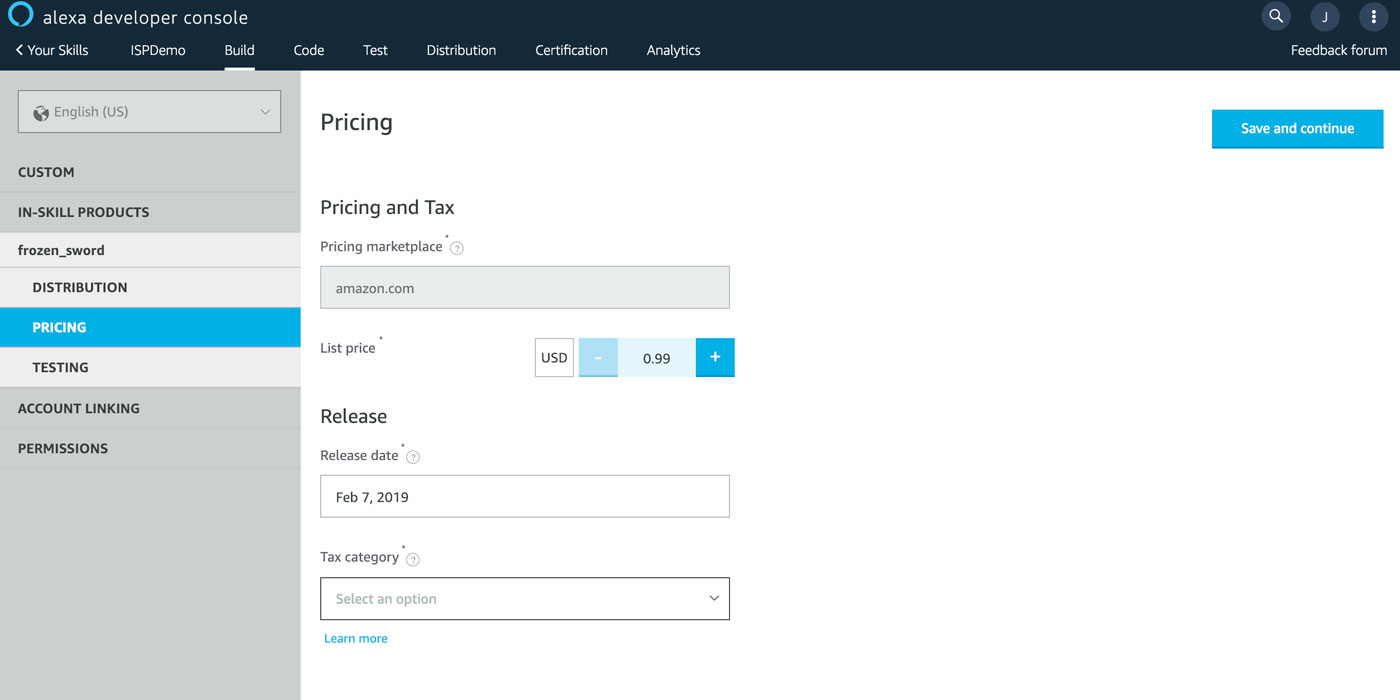 alexa developer console
J
Your Skills ISPDemo Build Code Test Distribution Certification Analytics Feedback forum
English (US)
CUSTOM
IN-SKILL PRODUCTS
frozen_sword
DISTRIBUTION
PRICING
TESTING
ACCOUNT LINKING
PERMISSIONS
Pricing
Save and continue
Pricing and Tax
Pricing marketplace * ?
amazon.com
List price * USD - 0.99 +
Release
Release date * ?
Feb 7, 2019
Tax category * ?
Select an option
Learn more